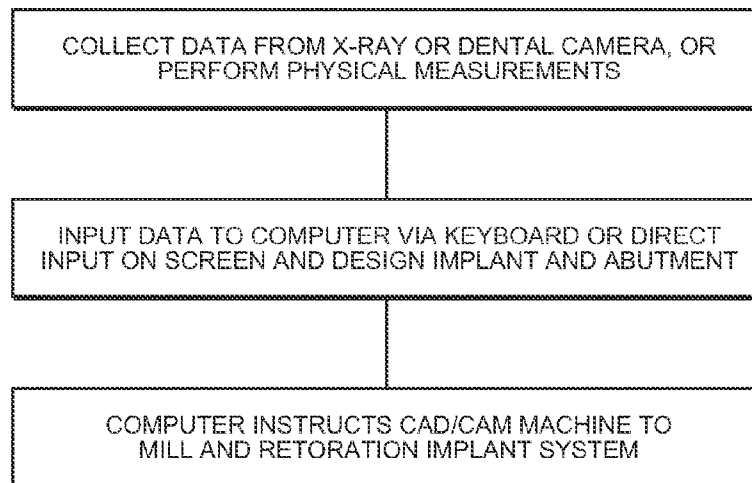 COLLECT DATA FROM X-RAY OR DENTAL CAMERA, OR
PERFORM PHYSICAL MEASUREMENTS
INPUT DATA TO COMPUTER VIA KEYBOARD OR DIRECT
INPUT ON SCREEN AND DESIGN IMPLANT AND ABUTMENT
COMPUTER INSTRUCTS CAD/CAM MACHINE TO
MILL AND RETORATION IMPLANT SYSTEM